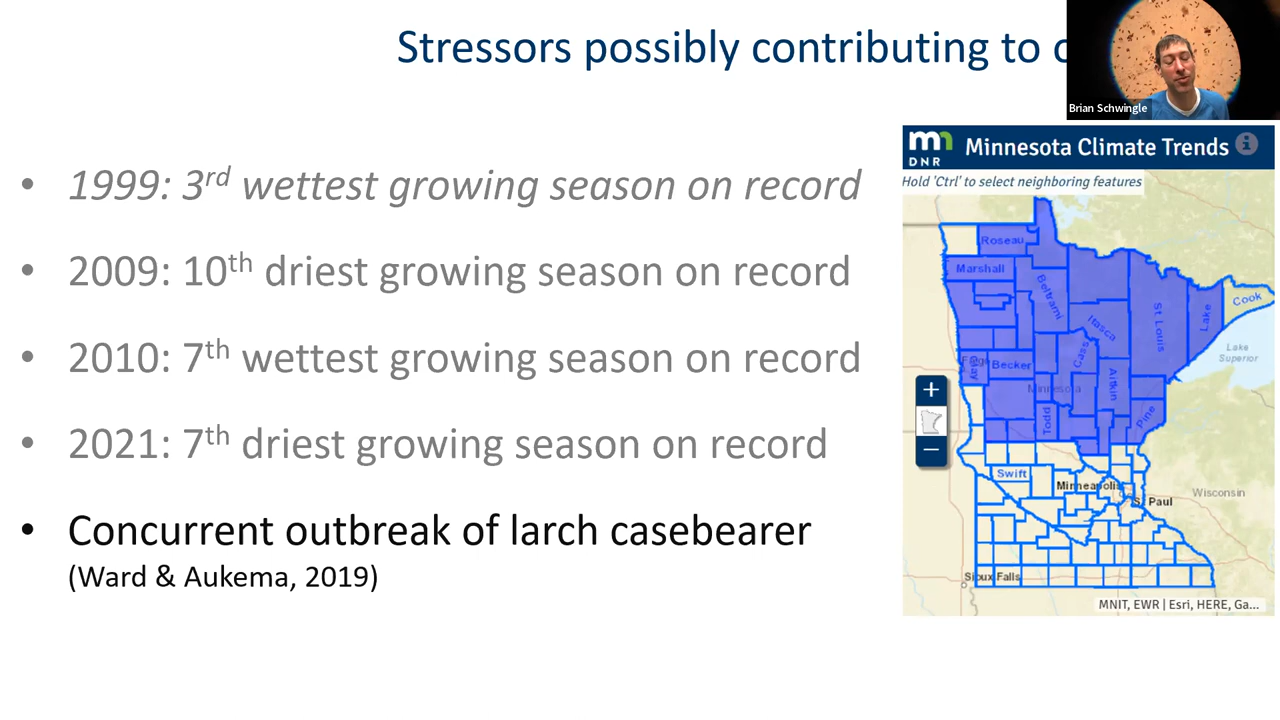 Stressors possibly contributing to
Brian Schwingle
• 1999: 3rd wettest growing season on record
• 2009: 10th driest growing season on record
• 2010: 7th wettest growing season on record
• 2021: 7th driest growing season on record
• Concurrent outbreak of larch casebearer
(Ward & Aukema, 2019)
mn
DNR
Minnesota Climate Trends
i
Hold 'Ctrl' to select neighboring features
Roseau
Marshall
Beltrami
Itasca
St Louis
Lake
Cook
Lake
Superior
Clay
Becker
Cass
Minnesota
Aitkin
Todd
Pine
+
−
Swift
Minneapolis
St. Paul
Wisconsin
Sioux Falls
MNIT, EWR | Esri, HERE, Ga...